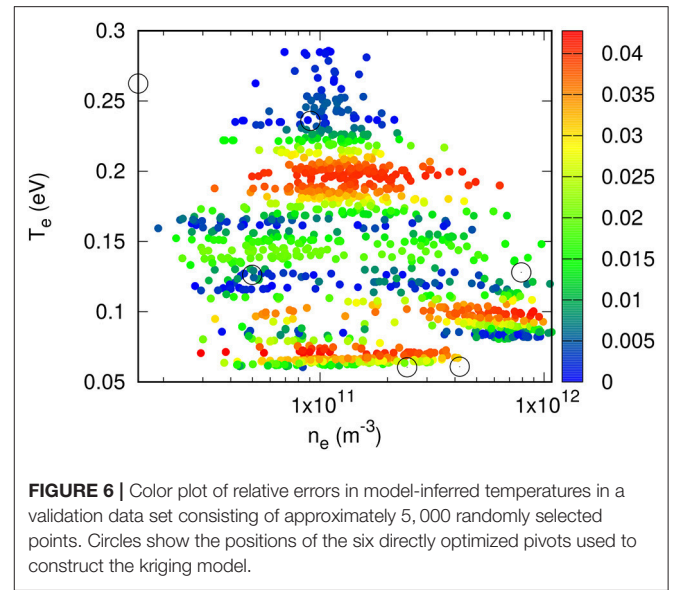 0.3
0.25
0.2
0.15
0.1
0.05
T_e (eV)
1x10^11
1x10^12
n_e (m^-3)
0.04
0.035
0.03
0.025
0.02
0.015
0.01
0.005
0
FIGURE 6 | Color plot of relative errors in model-inferred temperatures in a
validation data set consisting of approximately 5, 000 randomly selected
points. Circles show the positions of the six directly optimized pivots used to
construct the kriging model.